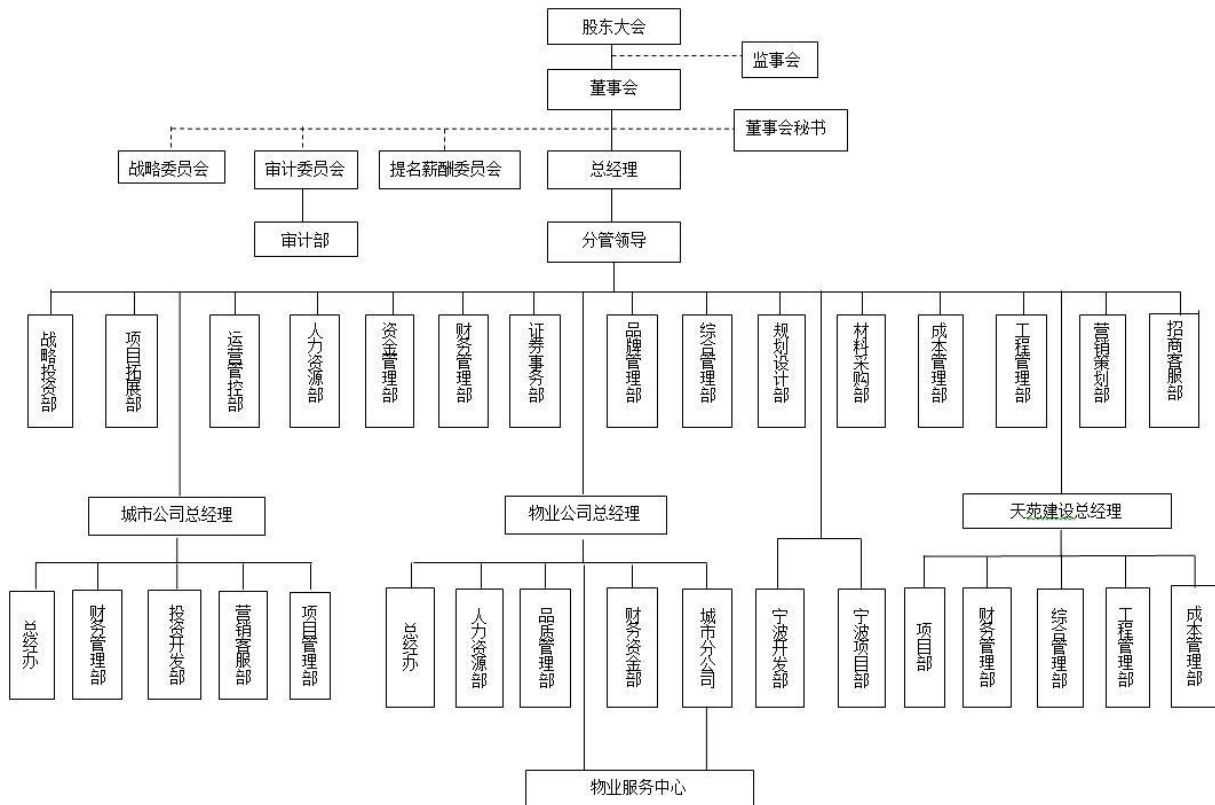 股东大会
监事会
董事会
董事会秘书
战略委员会
审计委员会
提名薪酬委员会
总经理
审计部
分管领导
战略投资部
项目拓展部
运营管控部
人力资源部
资金管理部
财务管理部
证券事务部
品牌管理部
综合管理部
规划设计部
材料采购部
成本管理部
工程管理部
营销策划部
招商客服部
城市公司总经理
物业公司总经理
天苑建设总经理
总经办
财务管理部
投资开发部
营销客服部
项目管理部
总经办
人力资源部
品质管理部
财务资金部
城市分公司
宁波开发部
宁波项目部
项目部
财务管理部
综合管理部
工程管理部
成本管理部
物业服务中心